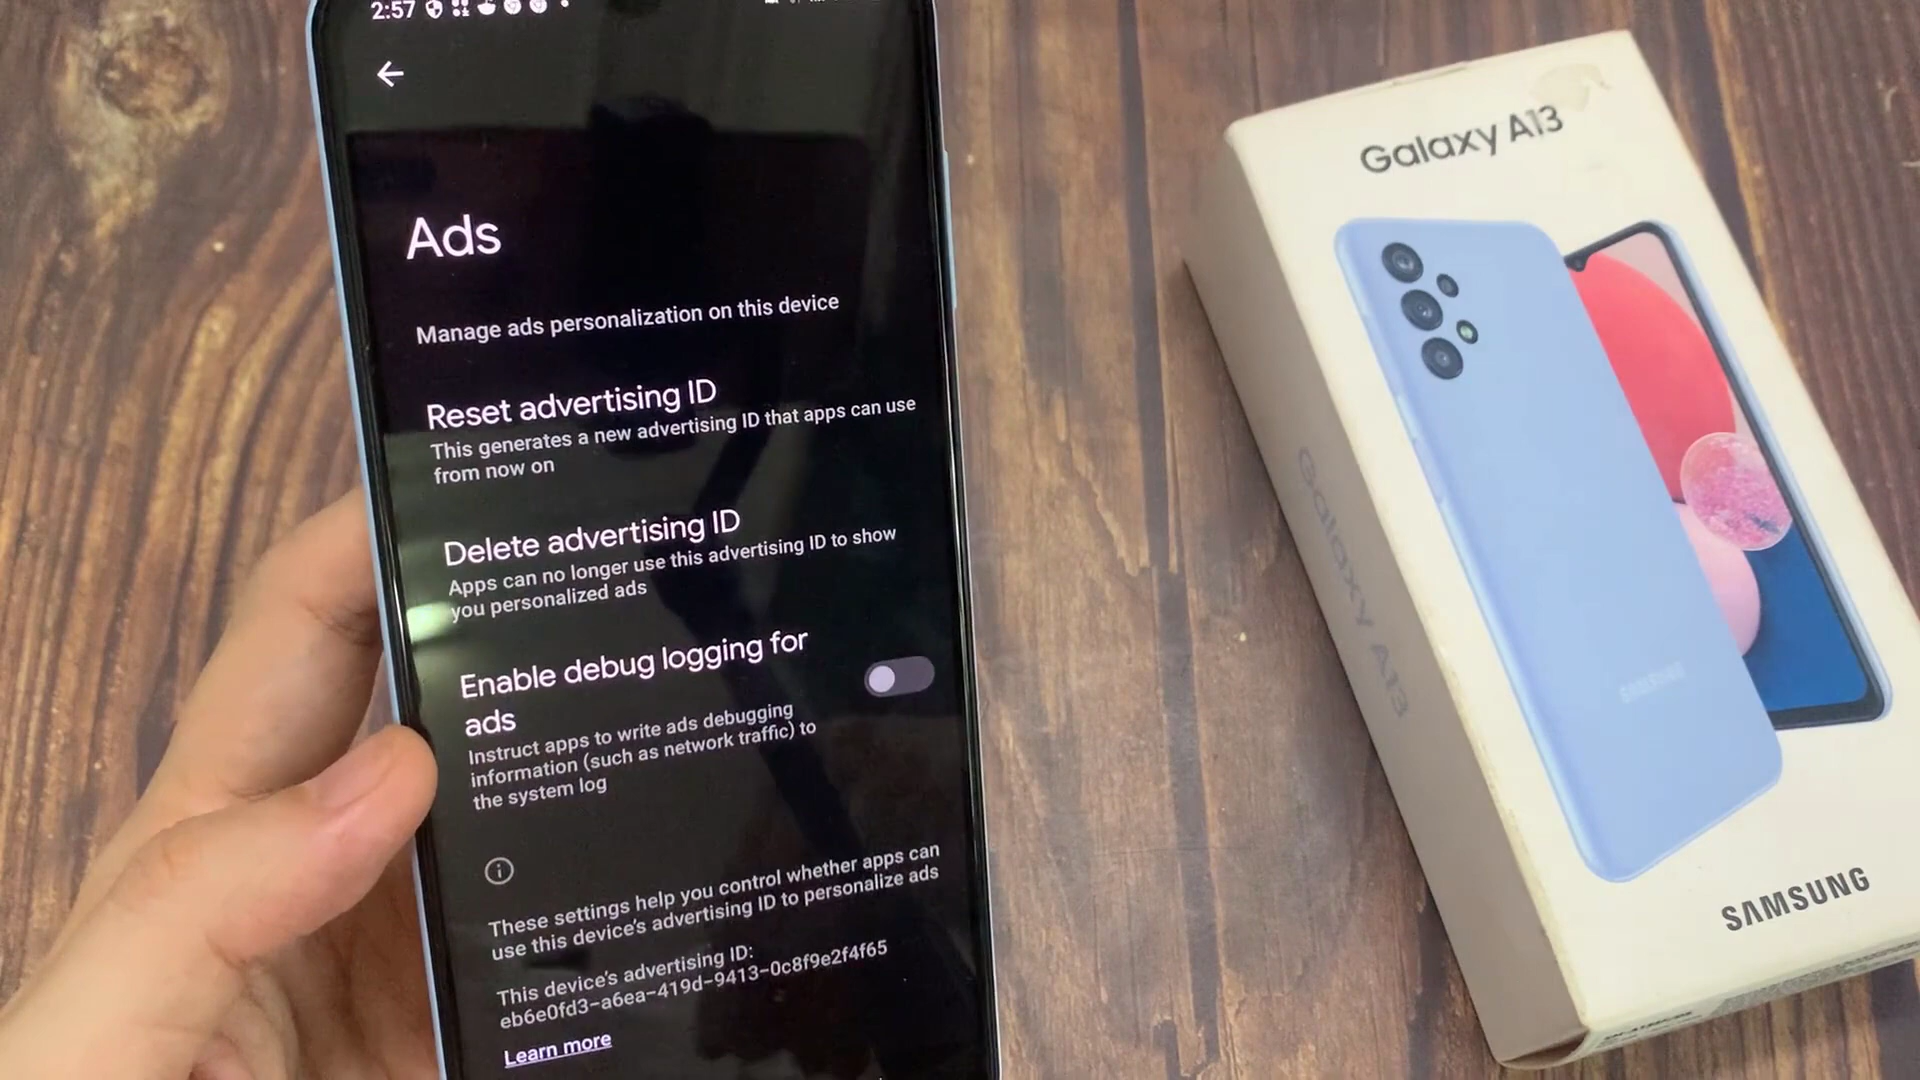 2:57
Ads
Manage ads personalization on this device
Reset advertising ID
This generates a new advertising ID that apps can use
from now on
Delete advertising ID
Apps can no longer use this advertising ID to show
you personalized ads
Enable debug logging for
ads
Instruct apps to write ads debugging
information (such as network traffic) to
the system log
These settings help you control whether apps can
use this device's advertising ID to personalize ads
This device's advertising ID:
eb6e0fd3-a6ea-419d-9413-0c8f9e2f4f65
Learn more
Galaxy A13
SAMSUNG
SAMSUNG
Galaxy A13